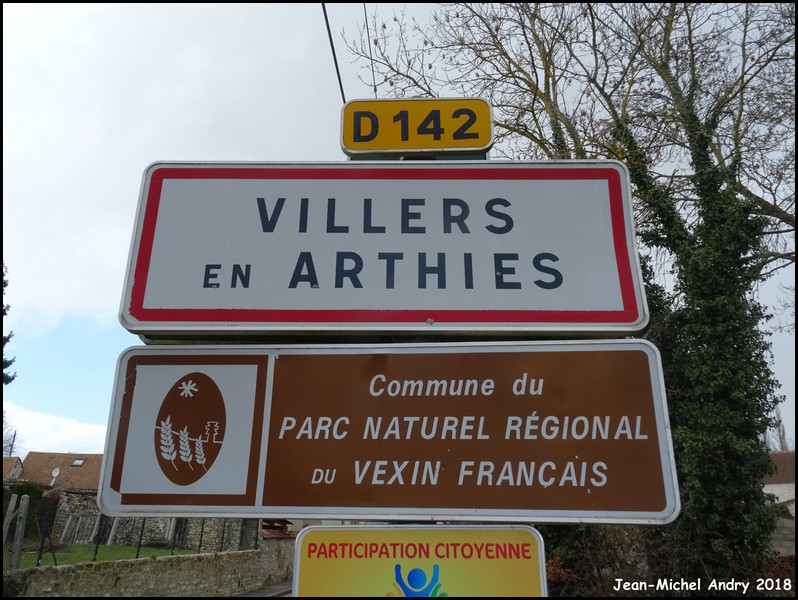 D 142
VILLERS
EN ARTHIES
Commune du
PARC NATUREL RÉGIONAL
DU VEXIN FRANÇAIS
PARTICIPATION CITOYENNE
Jean-Michel Andry 2018